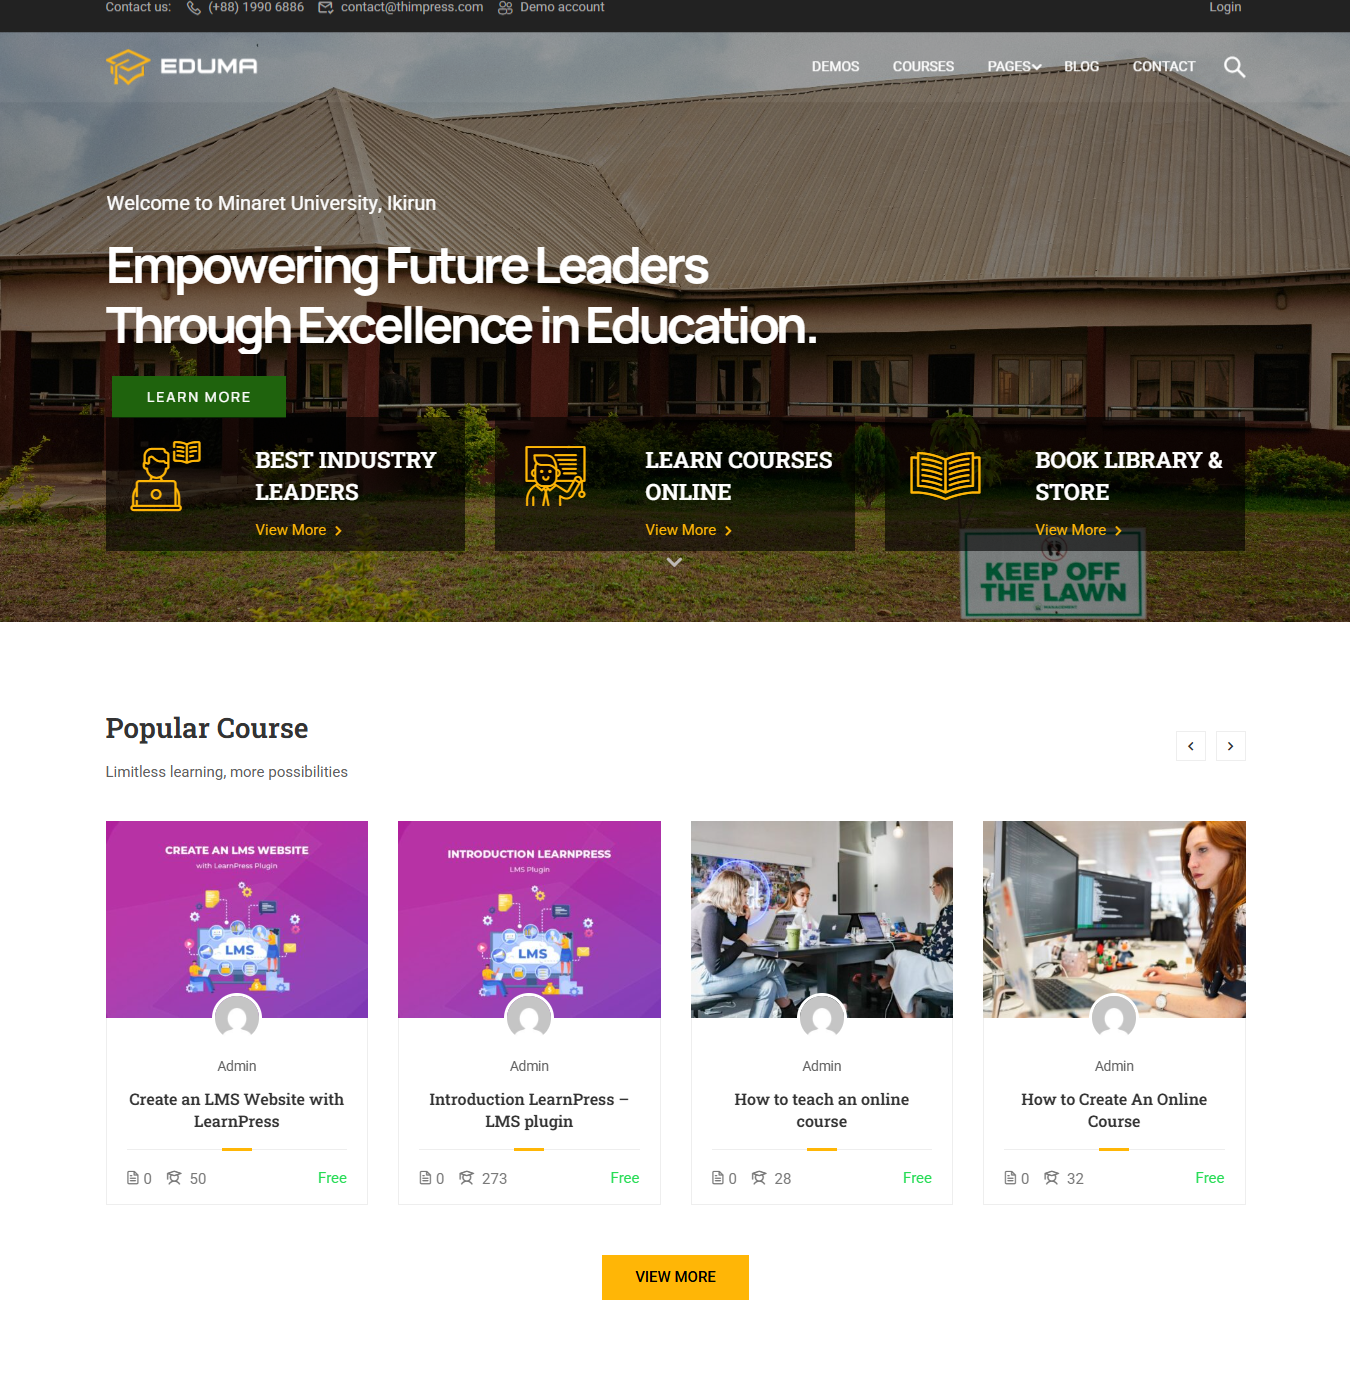 Contact us: (+88) 1990 6886 contact@thimpress.com Demo account Login
EDUMA DEMOS COURSES PAGES BLOG CONTACT
Welcome to Minaret University, Ikirun
Empowering Future Leaders
Through Excellence in Education.
LEARN MORE
BEST INDUSTRY
LEADERS
View More
LEARN COURSES
ONLINE
View More
BOOK LIBRARY &
STORE
View More
KEEP OFF
THE LAWN
MANAGEMENT
Popular Course
Limitless learning, more possibilities
CREATE AN LMS WEBSITE
with LearnPress Plugin
LMS
Admin
Create an LMS Website with
LearnPress
0 50 Free
INTRODUCTION LEARNPRESS
LMS Plugin
LMS
Admin
Introduction LearnPress –
LMS plugin
0 273 Free
Admin
How to teach an online
course
0 28 Free
Admin
How to Create An Online
Course
0 32 Free
VIEW MORE